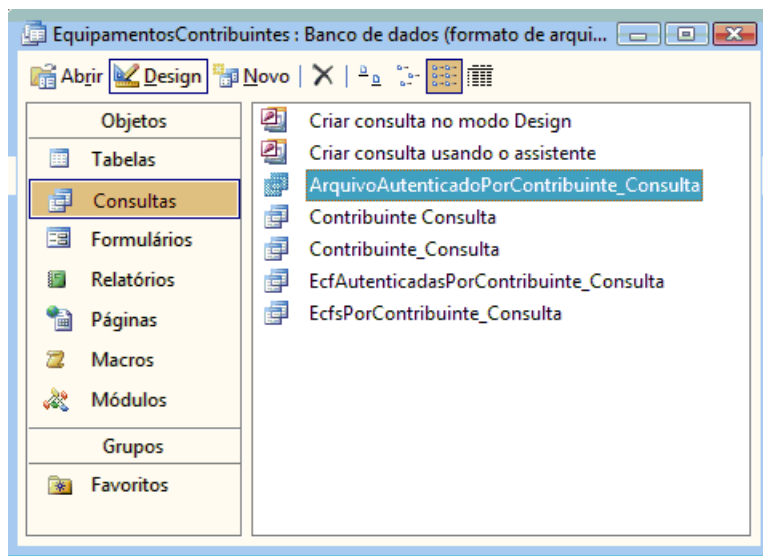 EquipamentosContribuintes : Banco de dados (formato de arqui...
Abrir Design Novo
Objetos
Tabelas
Consultas
Formulários
Relatórios
Páginas
Macros
Módulos
Grupos
Favoritos
Criar consulta no modo Design
Criar consulta usando o assistente
ArquivoAutenticadoPorContribuinte_Consulta
Contribuinte Consulta
Contribuinte_Consulta
EcfAutenticadasPorContribuinte_Consulta
EcfsPorContribuinte_Consulta